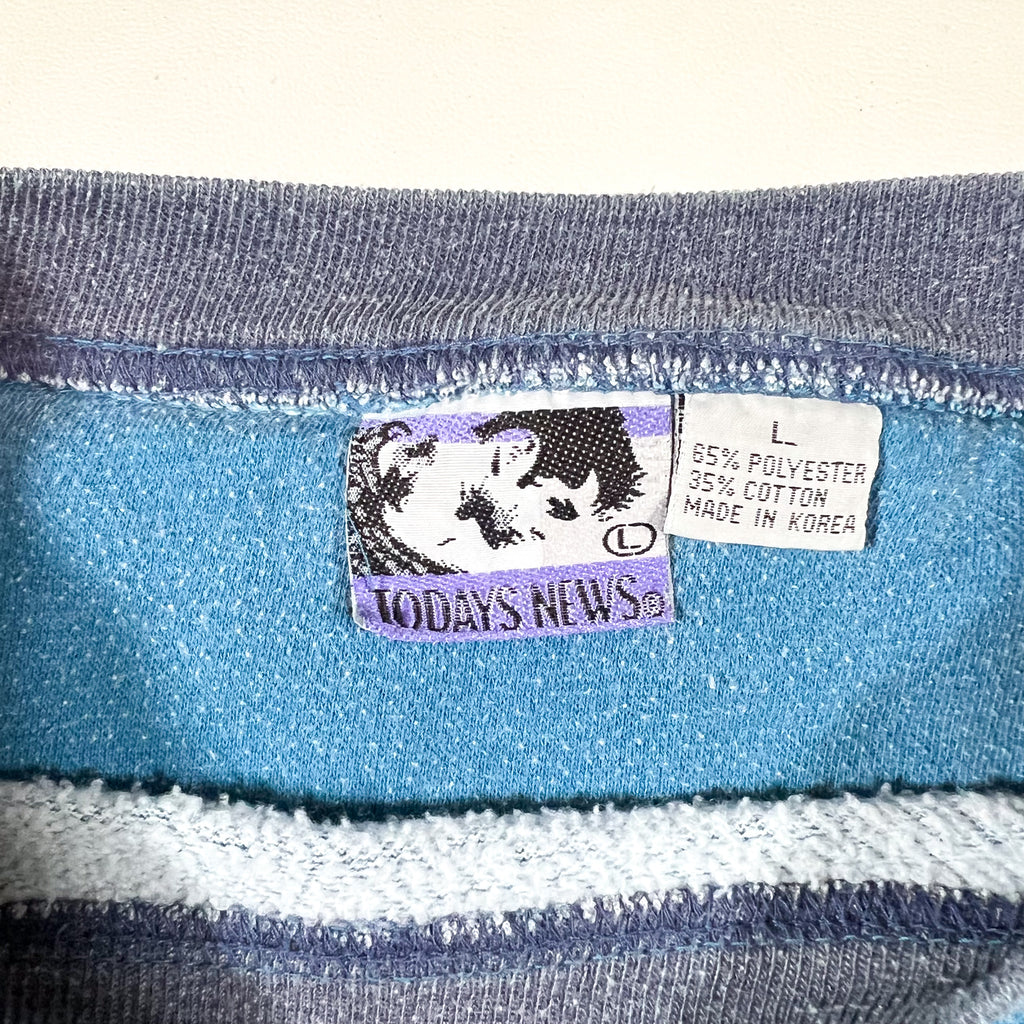 L
TODAYS NEWS®
L
65% POLYESTER
35% COTTON
MADE IN KOREA